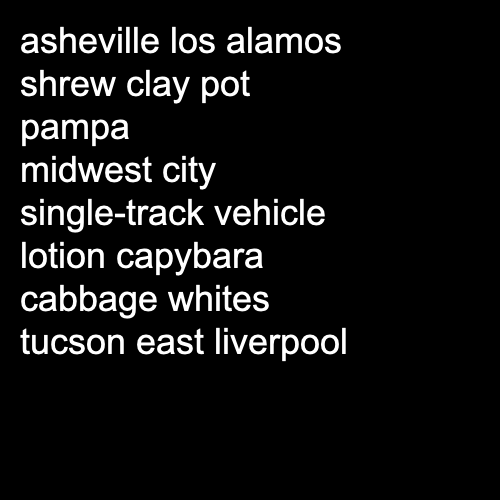 asheville los alamos
shrew clay pot
pampa
midwest city
single-track vehicle
lotion capybara
cabbage whites
tucson east liverpool